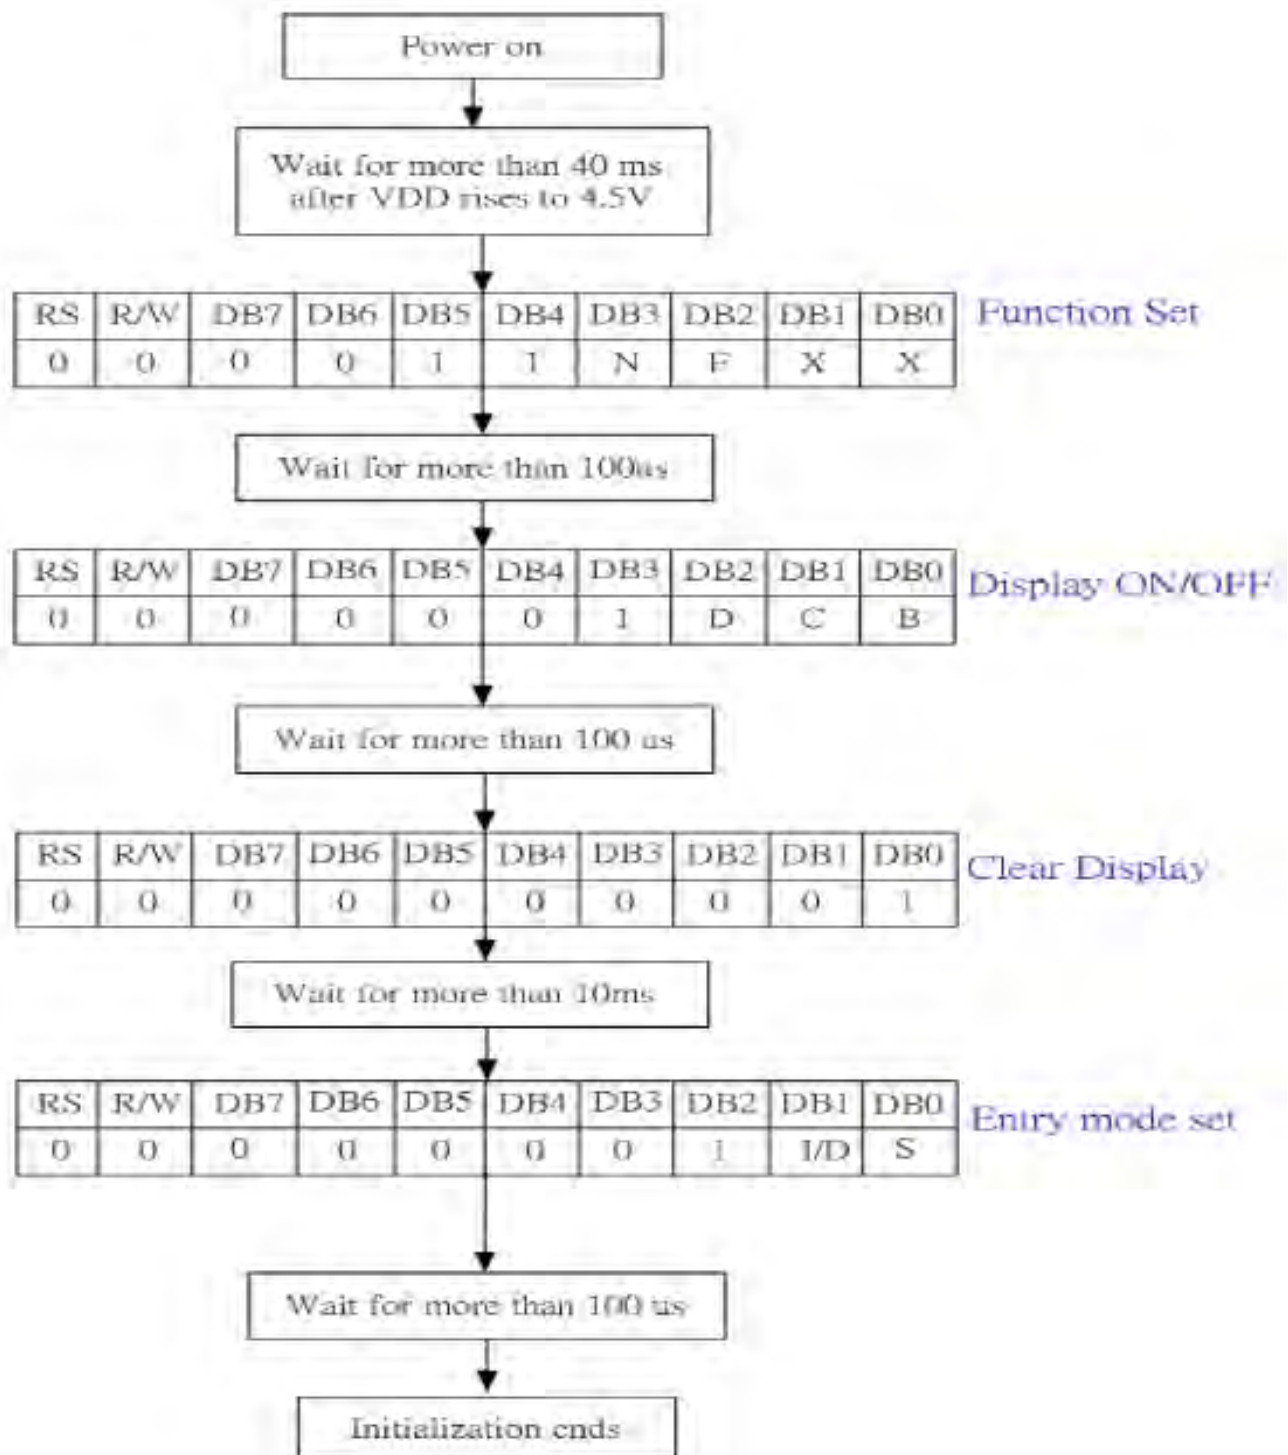 Power on
Wait for more than 40 ms
after VDD rises to 4.5V
RS R/W DB7 DB6 DB5 DB4 DB3 DB2 DB1 DB0 Function Set
0 0 0 0 1 1 N F X X
Wait for more than 100us
RS R/W DB7 DB6 DB5 DB4 DB3 DB2 DB1 DB0 Display ON/OFF
0 0 0 0 0 0 1 D C B
Wait for more than 100 us
RS R/W DB7 DB6 DB5 DB4 DB3 DB2 DB1 DB0 Clear Display
0 0 0 0 0 0 0 0 0 1
Wait for more than 10ms
RS R/W DB7 DB6 DB5 DB4 DB3 DB2 DB1 DB0 Entry mode set
0 0 0 0 0 0 0 1 I/D S
Wait for more than 100 us
Initialization ends